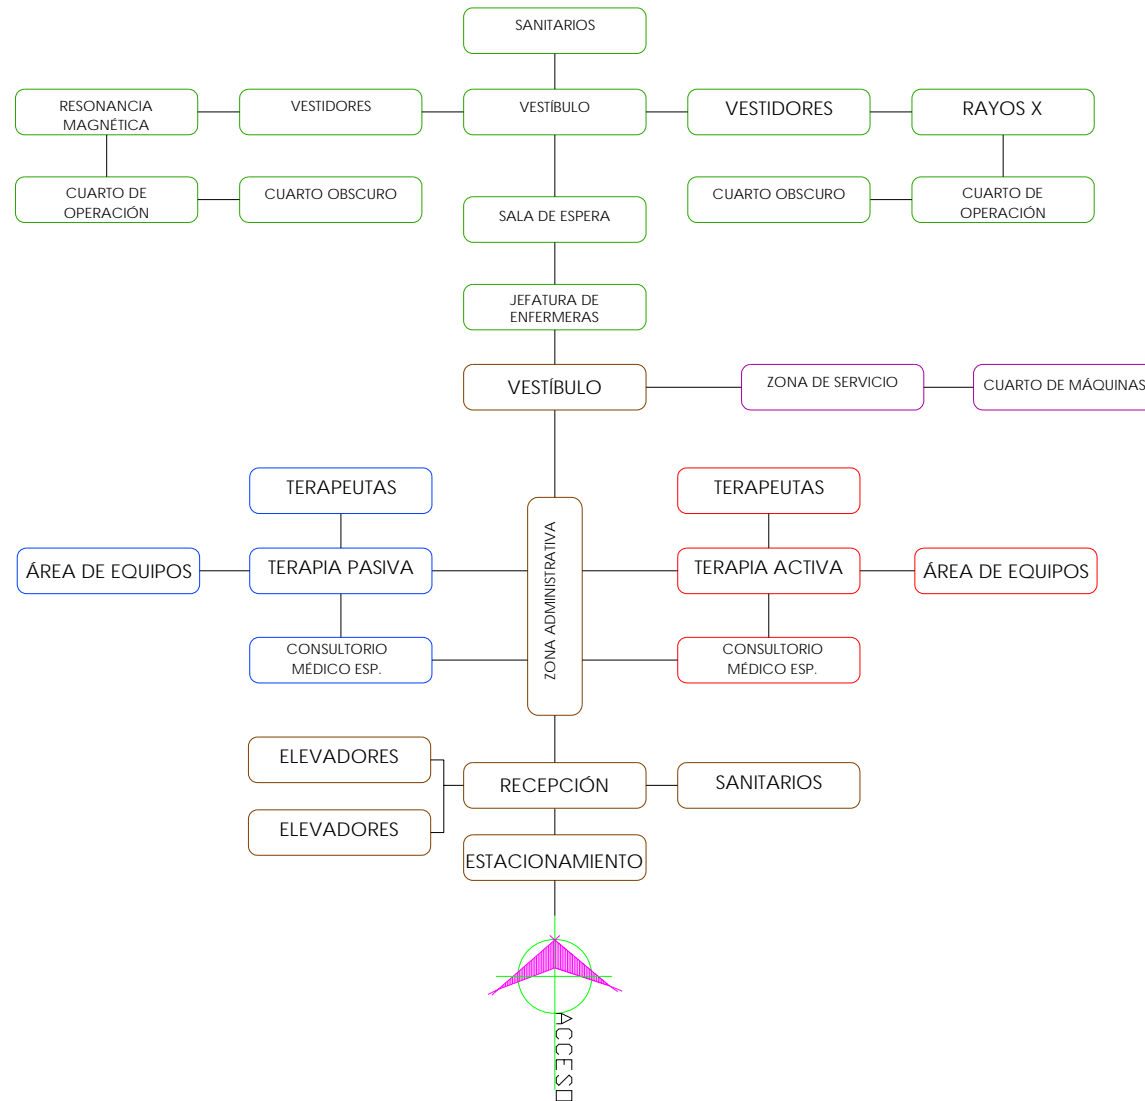 SANITARIOS
RESONANCIA
MAGNÉTICA
VESTIDORES
VESTÍBULO
VESTIDORES
RAYOS X
CUARTO DE
OPERACIÓN
CUARTO OBSCURO
SALA DE ESPERA
CUARTO OBSCURO
CUARTO DE
OPERACIÓN
JEFATURA DE
ENFERMERAS
VESTÍBULO
ZONA DE SERVICIO
CUARTO DE MÁQUINAS
TERAPEUTAS
TERAPEUTAS
ÁREA DE EQUIPOS
TERAPIA PASIVA
ZONA ADMINISTRATIVA
TERAPIA ACTIVA
ÁREA DE EQUIPOS
CONSULTORIO
MÉDICO ESP.
CONSULTORIO
MÉDICO ESP.
ELEVADORES
RECEPCIÓN
SANITARIOS
ELEVADORES
ESTACIONAMIENTO
ACCESO